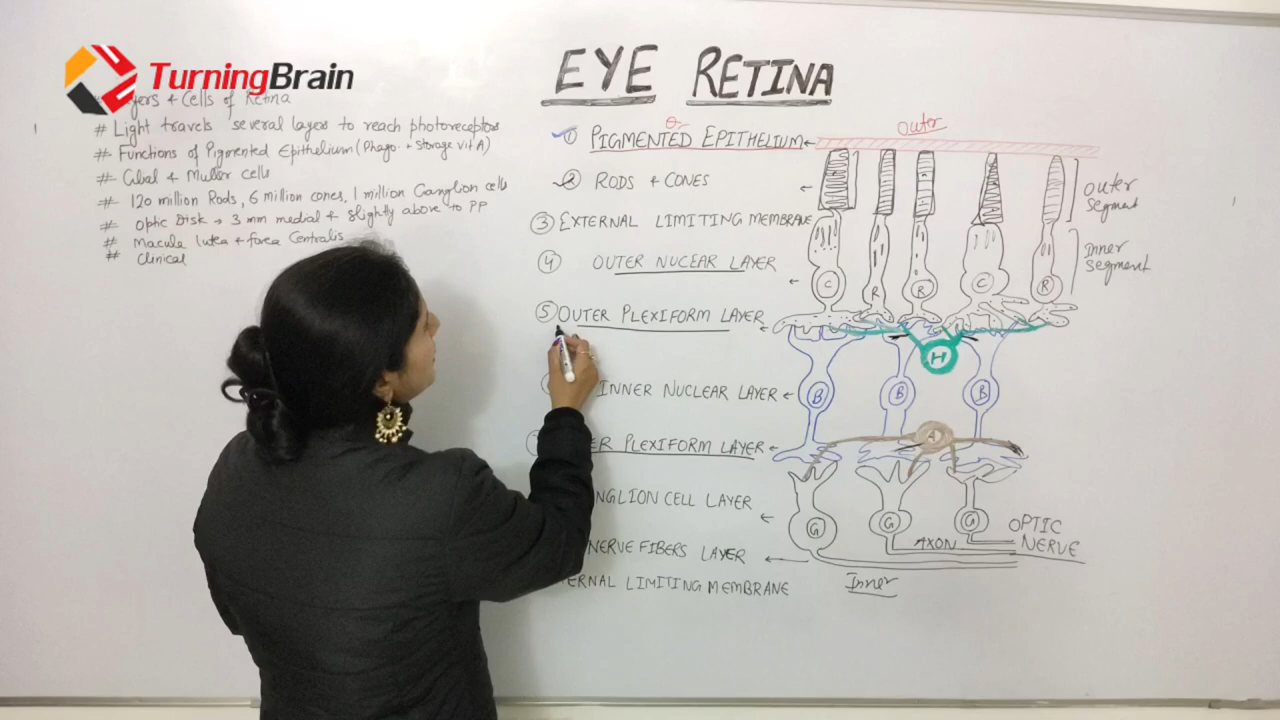 TurningBrain
EYE RETINA
Layers & Cells of Retina
# Light travels several layers to reach photoreceptors
# Functions of Pigmented Epithelium (Phago. + Storage vit A)
# Cubal & Muller cells
# 120 million Rods, 6 million cones, 1 million Ganglion cells
# Optic Disk → 3 mm medial & slightly above to PP
# Macula lutea & fovea Centralis
# Clinical
① PIGMENTED EPITHELIUM ←
② RODS & CONES ←
③ EXTERNAL LIMITING MEMBRANE
④ OUTER NUCEAR LAYER ←
⑤ OUTER PLEXIFORM LAYER ←
INNER NUCLEAR LAYER ←
ER PLEXIFORM LAYER ←
NGLION CELL LAYER ←
NERVE FIBERS LAYER ←
ERNAL LIMITING MEMBRANE
Outer
Outer
Segment
Inner
Segment
C R R C R
H
B B B
A
G G G
AXON
OPTIC
NERVE
Inner